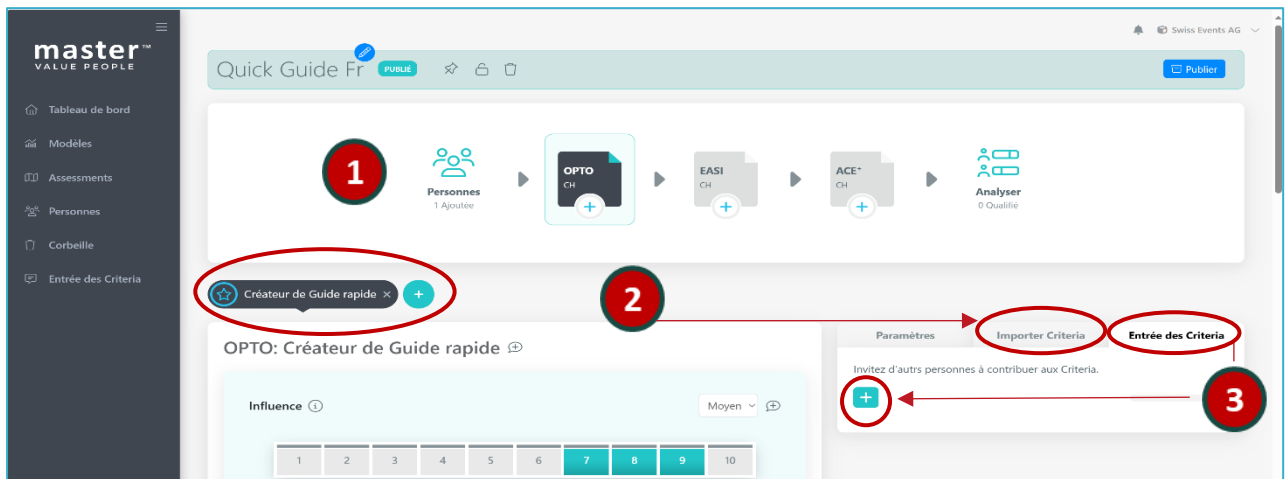 master™
VALUE PEOPLE
Tableau de bord
Modèles
Assessments
Personnes
Corbeille
Entrée des Criteria
Swiss Events AG
Quick Guide Fr PUBLIÉ
Publier
1
Personnes
1 Ajoutée
OPTO
CH
EASI
CH
ACE+
CH
Analyser
0 Qualifié
Créateur de Guide rapide × +
2
OPTO: Créateur de Guide rapide
Paramètres Importer Criteria Entrée des Criteria
Invitez d'autrs personnes à contribuer aux Criteria.
+
3
Influence
Moyen
1 2 3 4 5 6 7 8 9 10